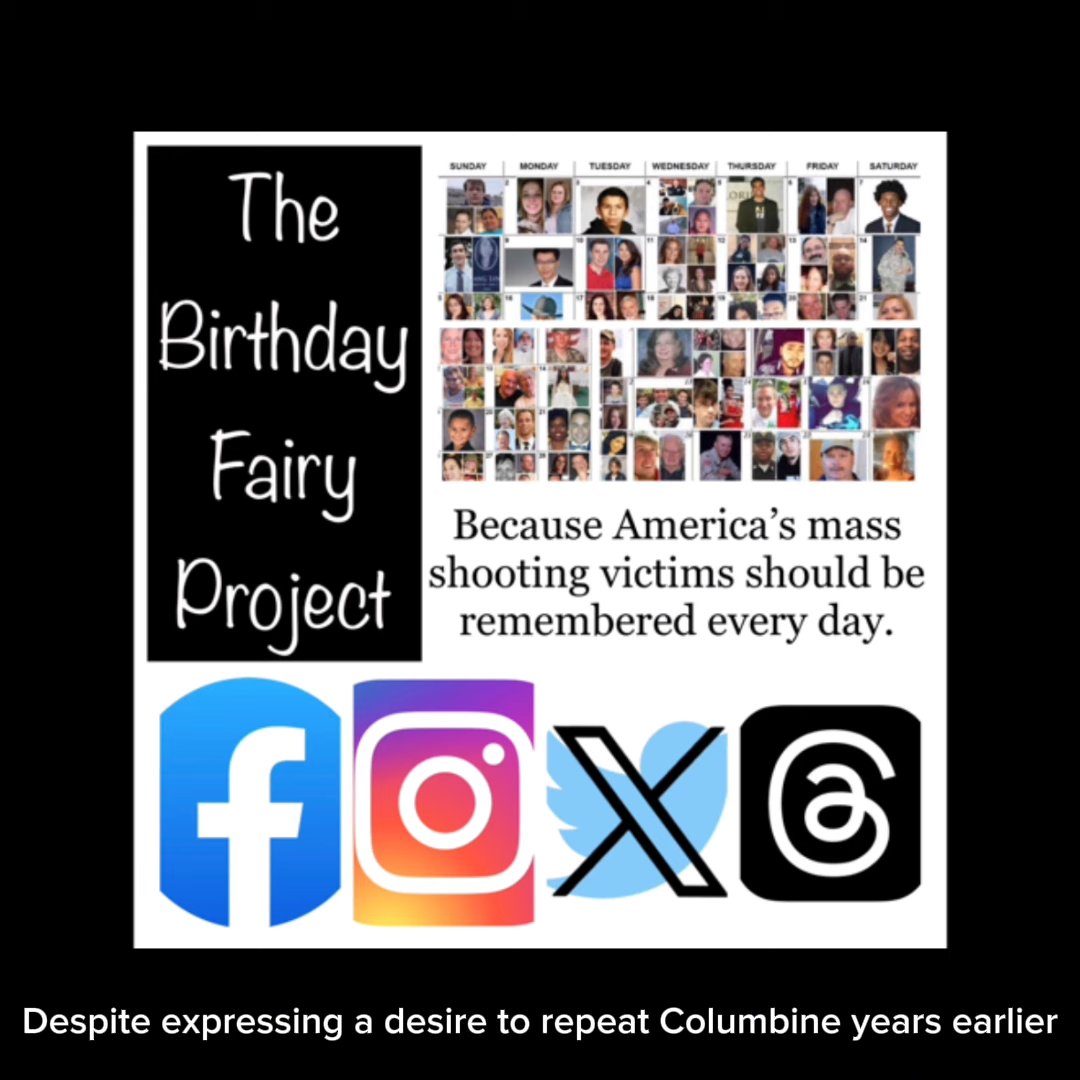 The
Birthday
Fairy
Project
SUNDAY MONDAY TUESDAY WEDNESDAY THURSDAY FRIDAY SATURDAY
Because America's mass
shooting victims should be
remembered every day.
Despite expressing a desire to repeat Columbine years earlier